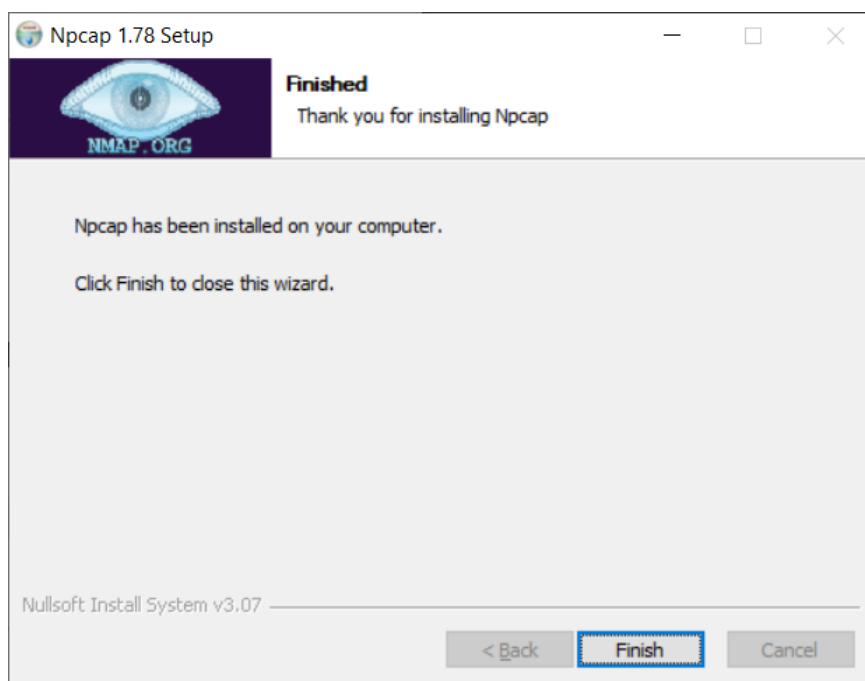 Npcap 1.78 Setup
NMAP.ORG
Finished
Thank you for installing Npcap
Npcap has been installed on your computer.
Click Finish to close this wizard.
Nullsoft Install System v3.07
< Back
Finish
Cancel